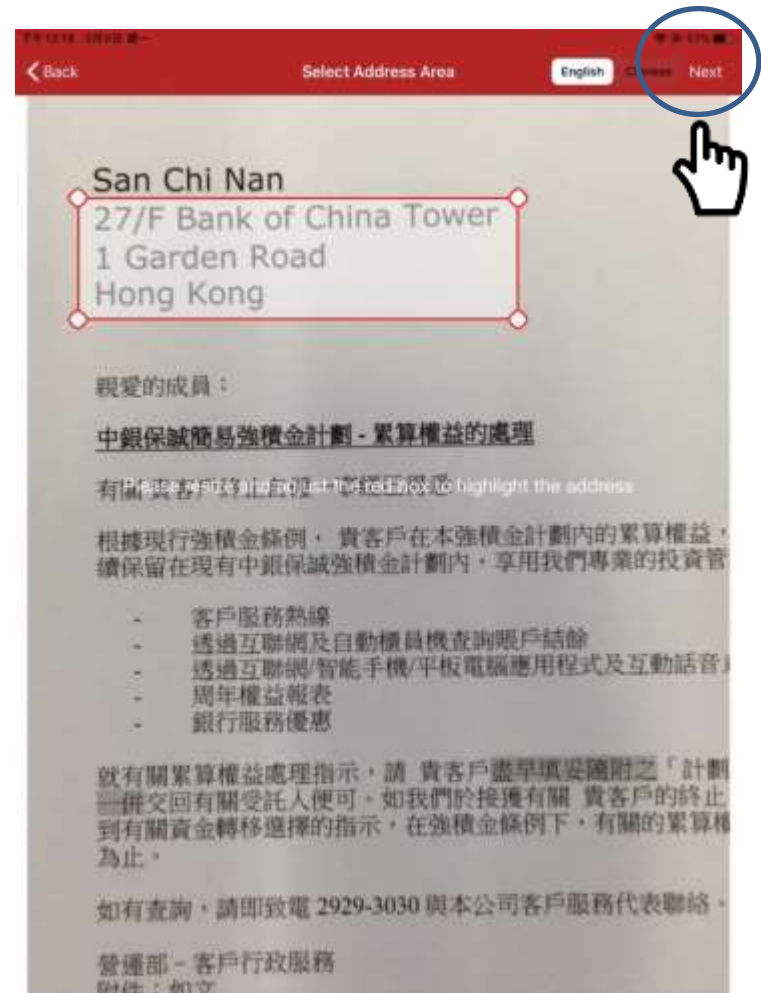 Back Select Address Area English Chinese Next
San Chi Nan
27/F Bank of China Tower
1 Garden Road
Hong Kong
親愛的成員：
中銀保誠簡易強積金計劃 - 累算權益的處理
Please resize and adjust the red box to highlight the address
有關 貴客戶終止
根據現行強積金條例， 貴客戶在本強積金計劃內的累算權益，
續保留在現有中銀保誠強積金計劃內，享用我們專業的投資管
- 客戶服務熱線
- 透過互聯網及自動櫃員機查詢賬戶結餘
- 透過互聯網/智能手機/平板電腦應用程式及互動話音
- 周年權益報表
- 銀行服務優惠
就有關累算權益處理指示，請 貴客戶盡早填妥隨附之「計劃
一併交回有關受託人便可。如我們於接獲有關 貴客戶的終止
到有關資金轉移選擇的指示，在強積金條例下，有關的累算權
為止。
如有查詢，請即致電 2929-3030 與本公司客戶服務代表聯絡。
營運部 – 客戶行政服務
附件：如文